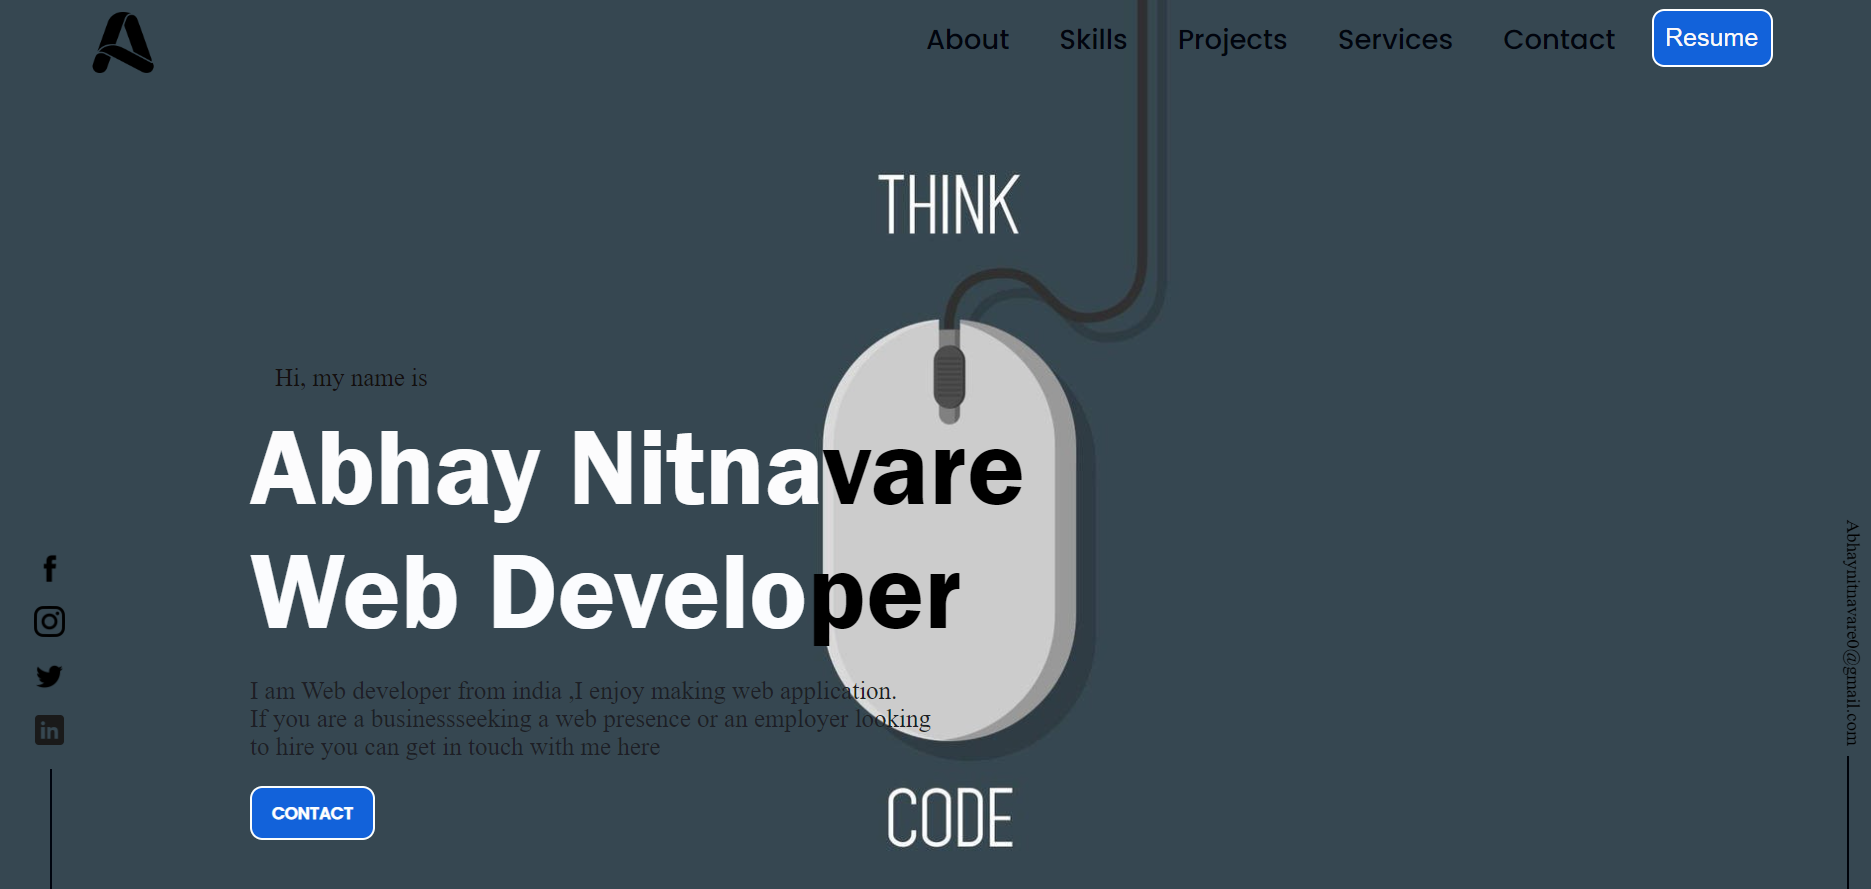 About Skills Projects Services Contact Resume
THINK
Hi, my name is
Abhay Nitnavare
Web Developer
I am Web developer from india ,I enjoy making web application.
If you are a businessseeking a web presence or an employer looking
to hire you can get in touch with me here
CONTACT
CODE
Abhaynitnavare0@gmail.com